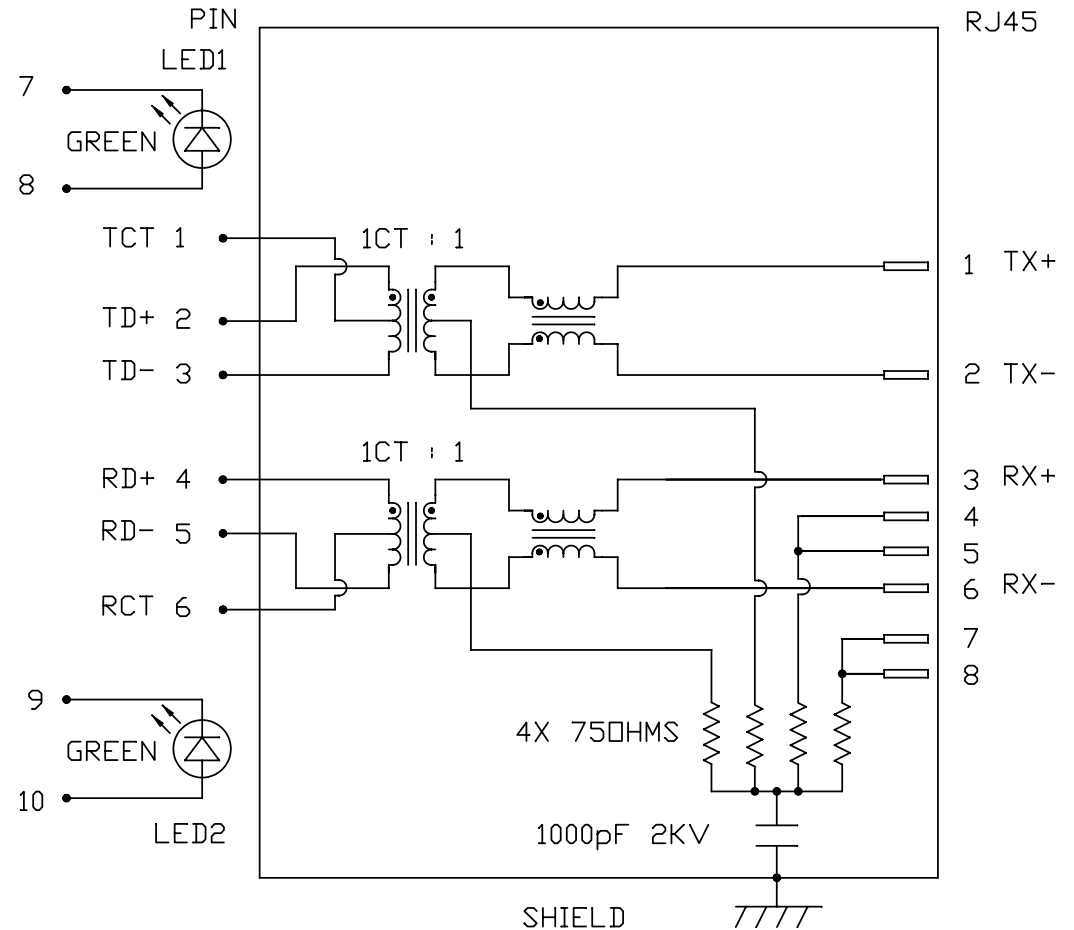 PIN
RJ45
LED1
7
GREEN
8
TCT 1
1CT : 1
1 TX+
TD+ 2
TD- 3
2 TX-
1CT : 1
RD+ 4
3 RX+
4
RD- 5
5
RCT 6
6 RX-
7
8
9
4X 75OHMS
GREEN
10
LED2
1000pF 2KV
SHIELD